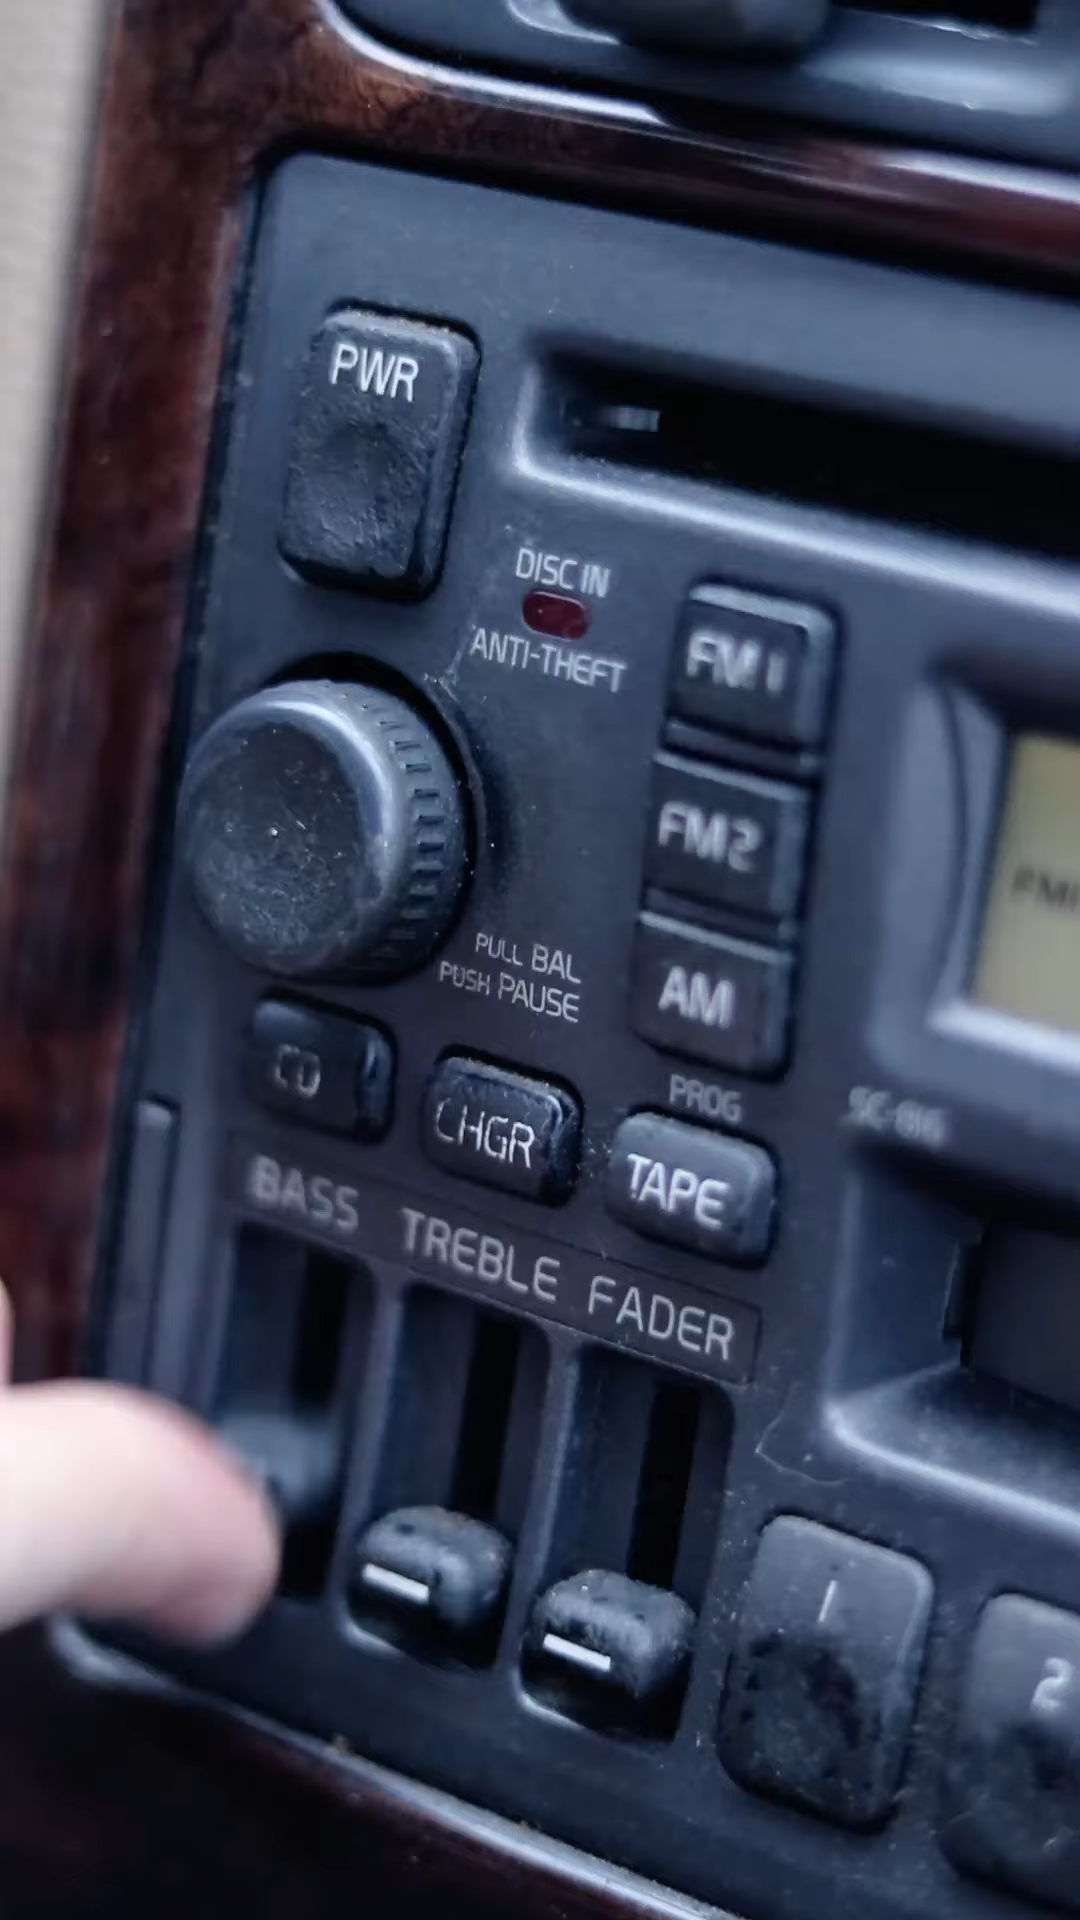 PWR
DISC IN
ANTI-THEFT
FM1
FM2
AM
PULL BAL
PUSH PAUSE
CD
CHGR
PROG
TAPE
SC-816
BASS TREBLE FADER
1
2